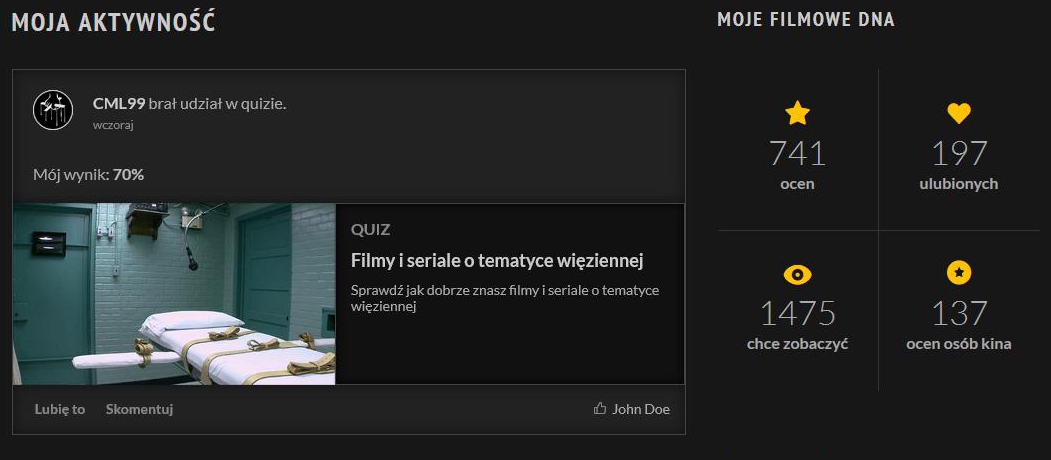 MOJA AKTYWNOŚĆ
CML99 brał udział w quizie.
wczoraj
Mój wynik: 70%
QUIZ
Filmy i seriale o tematyce więziennej
Sprawdź jak dobrze znasz filmy i seriale o tematyce
więziennej
Lubię to Skomentuj
John Doe
MOJE FILMOWE DNA
741
ocen
197
ulubionych
1475
chce zobaczyć
137
ocen osób kina